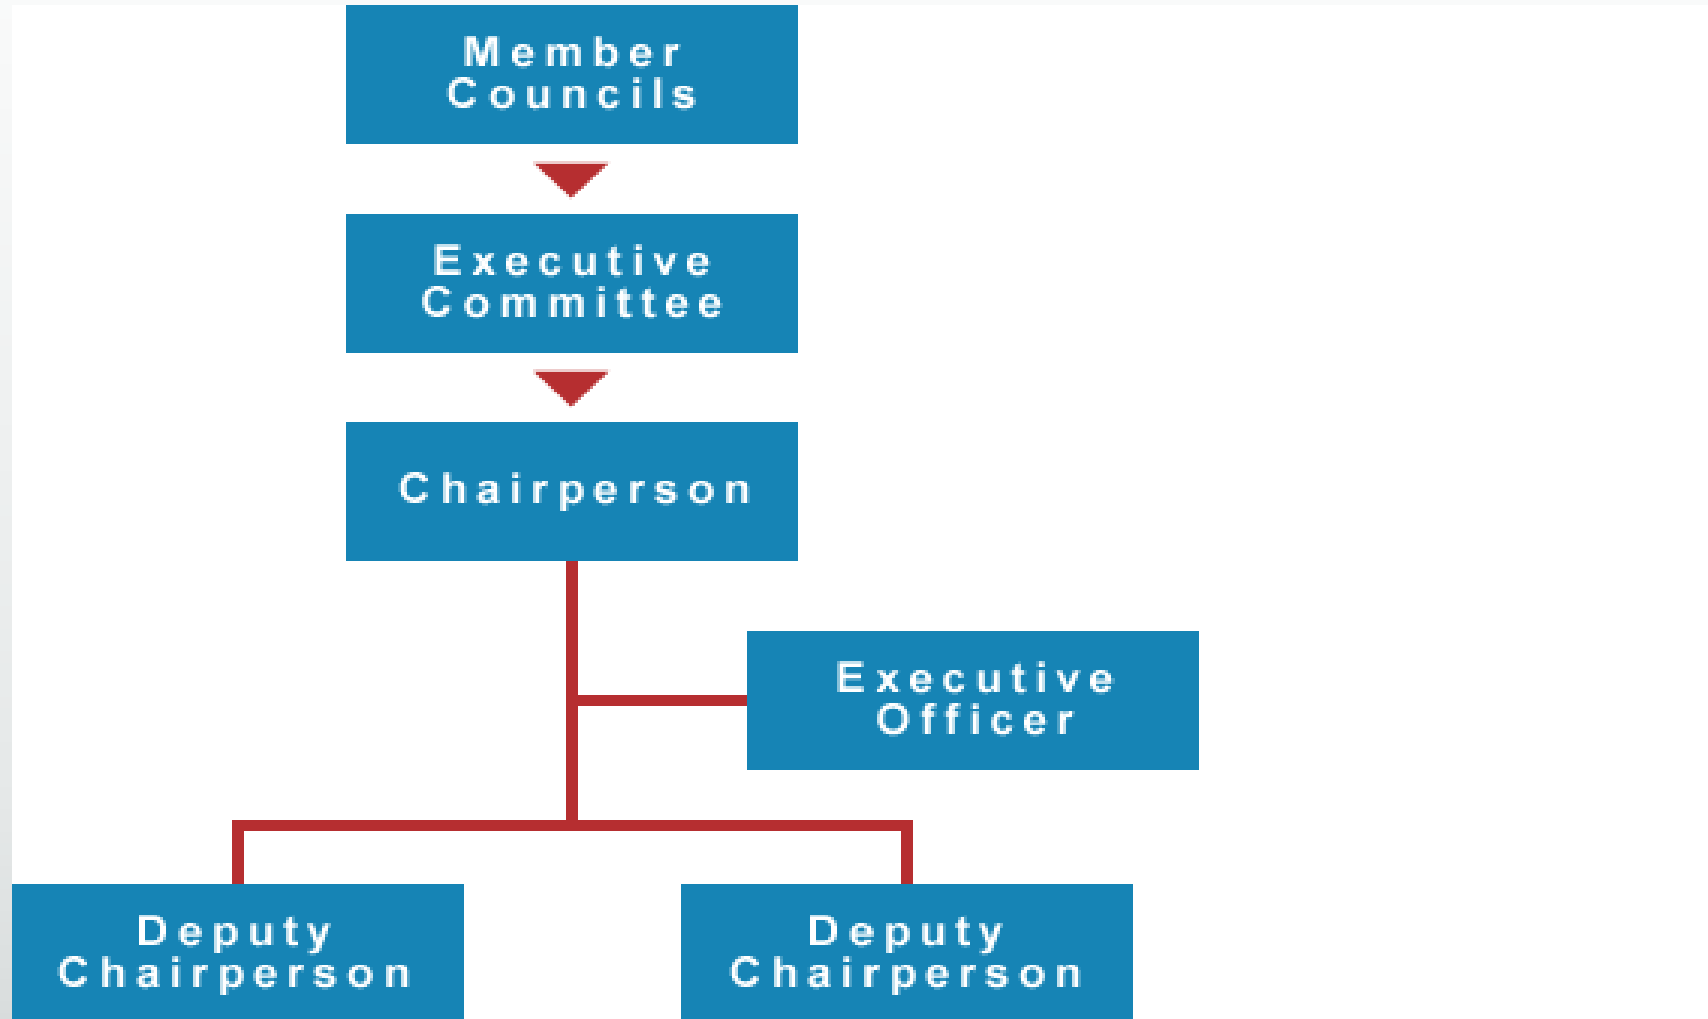 Member
Councils
Executive
Committee
Chairperson
Executive
Officer
Deputy
Chairperson
Deputy
Chairperson